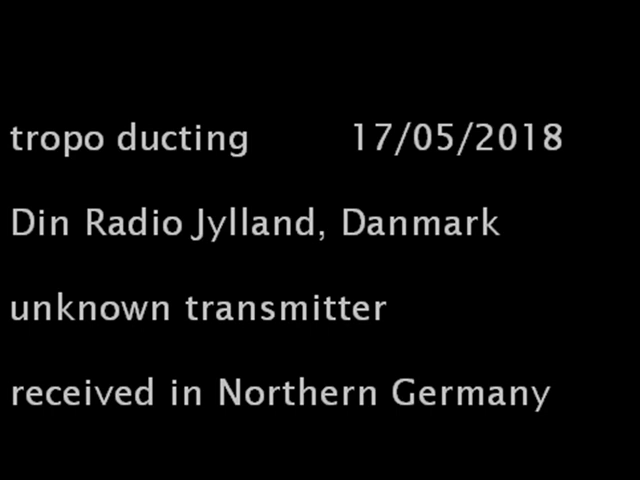 tropo ducting 17/05/2018
Din Radio Jylland, Danmark
unknown transmitter
received in Northern Germany